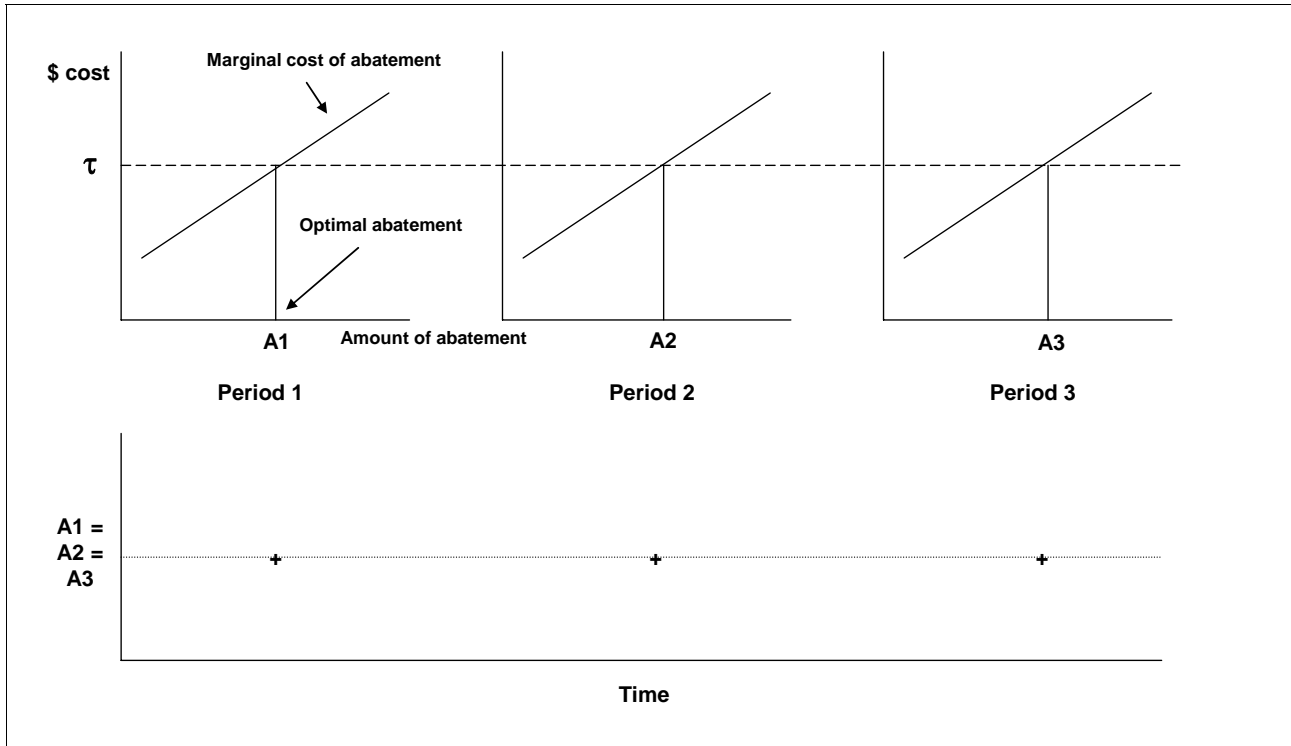 Marginal cost of abatement
$ cost
τ
Optimal abatement
A1
Amount of abatement
A2
A3
Period 1
Period 2
Period 3
A1 =
A2 =
A3
Time